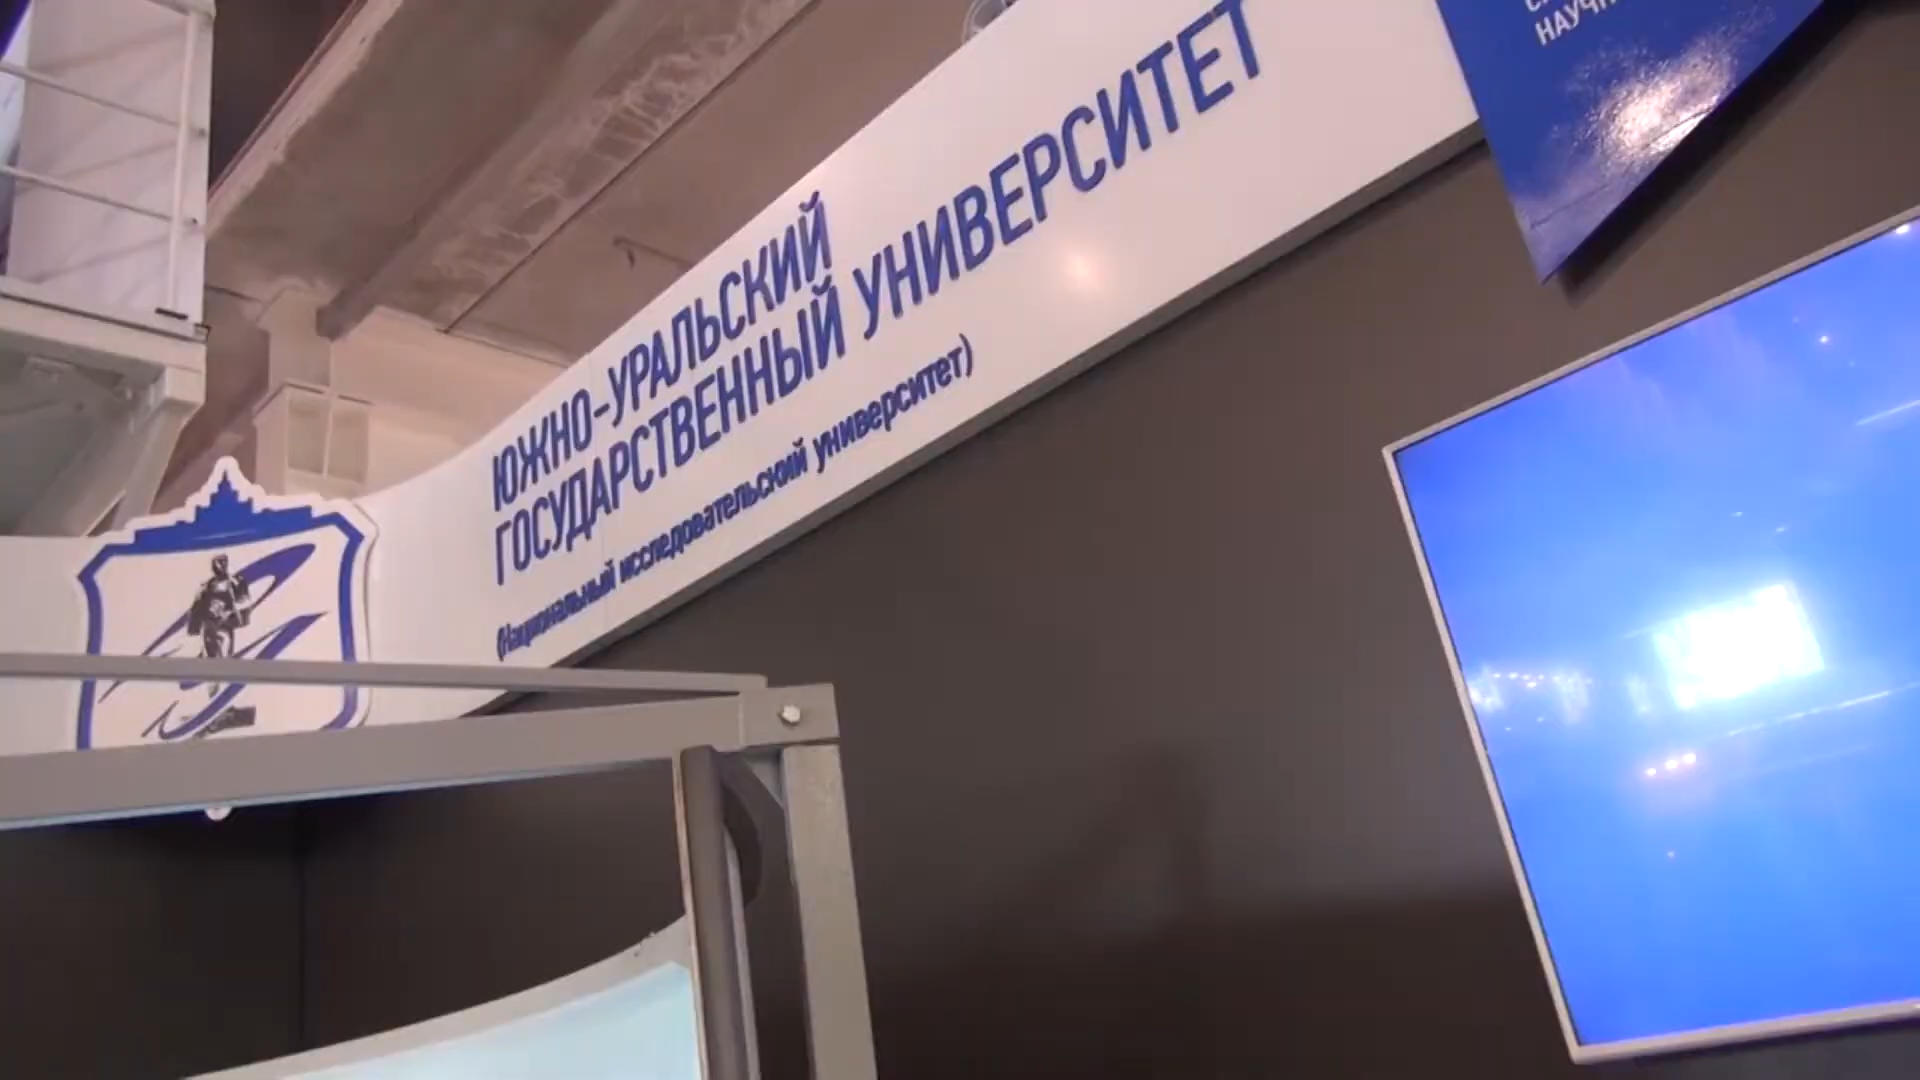 ЮЖНО-УРАЛЬСКИЙ
ГОСУДАРСТВЕННЫЙ УНИВЕРСИТЕТ
(Национальный исследовательский университет)